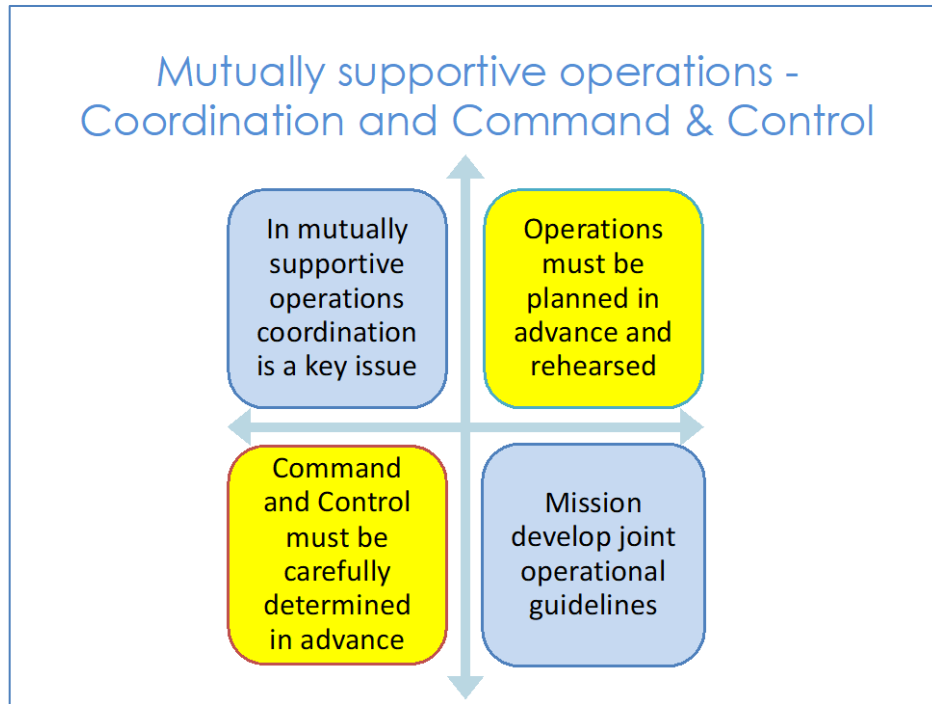 Mutually supportive operations -
Coordination and Command & Control
In mutually
supportive
operations
coordination
is a key issue
Operations
must be
planned in
advance and
rehearsed
Command
and Control
must be
carefully
determined
in advance
Mission
develop joint
operational
guidelines